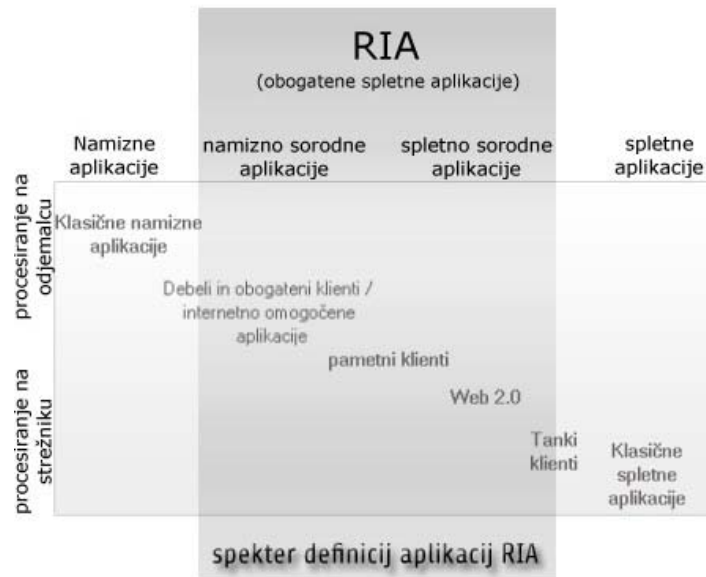 RIA
(obogatene spletne aplikacije)
Namizne
aplikacije
namizno sorodne
aplikacije
spletno sorodne
aplikacije
spletne
aplikacije
procesiranje na
odjemalcu
procesiranje na
strežniku
Klasične namizne
aplikacije
Debeli in obogateni klienti /
internetno omogočene
aplikacije
pametni klienti
Web 2.0
Tanki
klienti
Klasične
spletne
aplikacije
spekter definicij aplikacij RIA